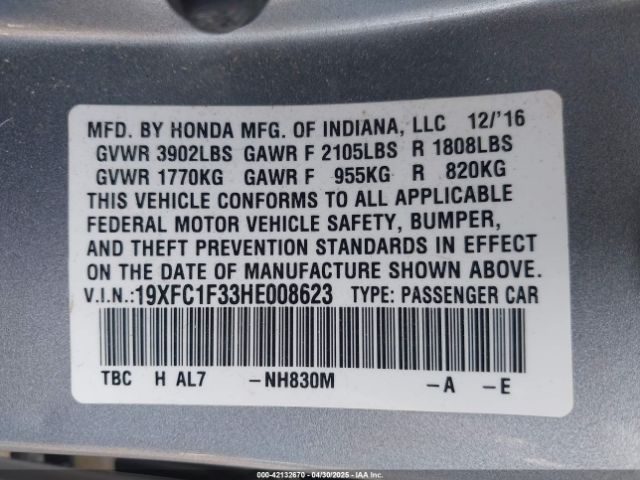 MFD. BY HONDA MFG. OF INDIANA, LLC 12/'16
GVWR 3902LBS GAWR F 2105LBS R 1808LBS
GVWR 1770KG GAWR F 955KG R 820KG
THIS VEHICLE CONFORMS TO ALL APPLICABLE
FEDERAL MOTOR VEHICLE SAFETY, BUMPER,
AND THEFT PREVENTION STANDARDS IN EFFECT
ON THE DATE OF MANUFACTURE SHOWN ABOVE.
V.I.N.:19XFC1F33HE008623 TYPE: PASSENGER CAR
TBC H AL7 -NH830M -A -E
000-42132670 - 04/30/2025 - IAAI, Inc.